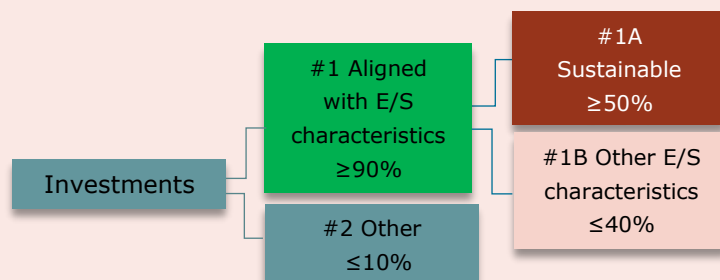 Investments
#1 Aligned
with E/S
characteristics
≥90%
#2 Other
≤10%
#1A
Sustainable
≥50%
#1B Other E/S
characteristics
≤40%